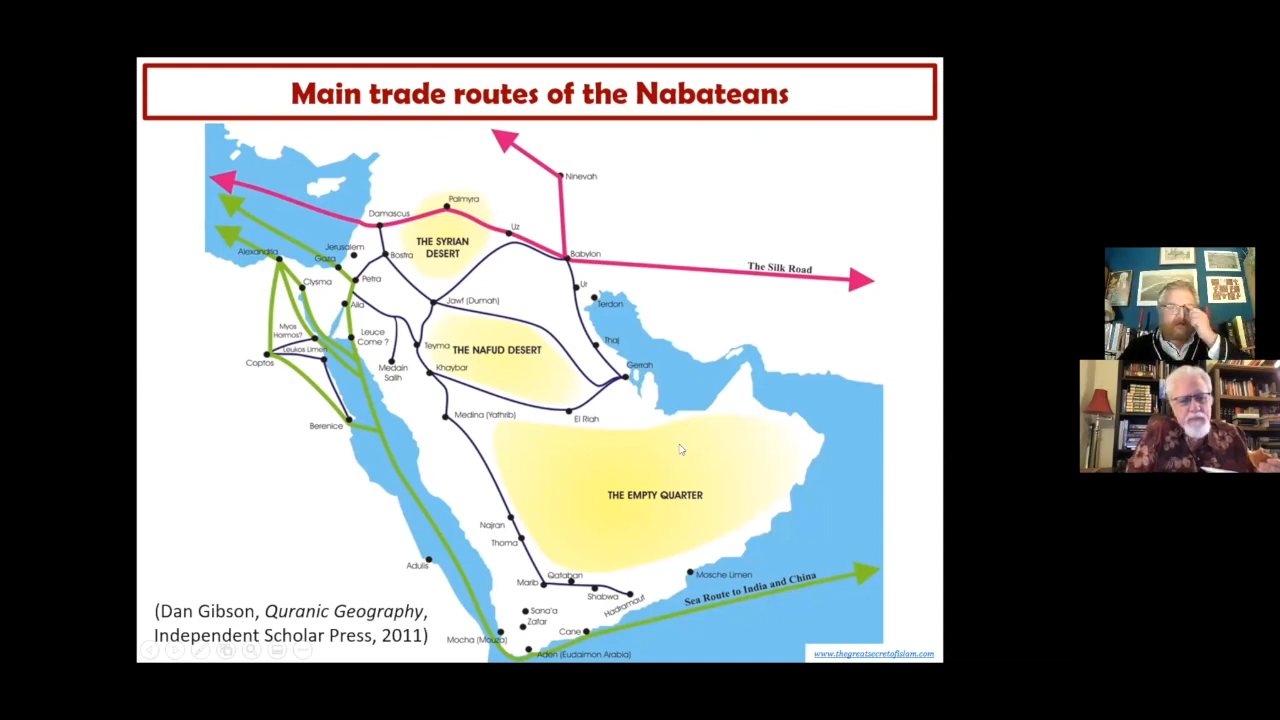 Main trade routes of the Nabateans
Ninevah
Palmyra
Damascus
Uz
THE SYRIAN
DESERT
Jerusalem
Alexandria
Gaza
Bostra
Babylon
The Silk Road
Clysma
Petra
Ur
Aila
Jawf (Dumah)
Terdon
Myos
Hormos?
Leuce
Come ?
Leukos Limen
Teyma
THE NAFUD DESERT
Thaj
Coptos
Medain
Salih
Khaybar
Gerrah
Berenice
Medina (Yathrib)
El Riah
THE EMPTY QUARTER
Najran
Thoma
Adulis
Marib
Qataban
Shabwa
Hadramaut
Mosche Limen
Sea Route to India and China
Sana'a
Zafar
Mocha (Mouza)
Cane
Aden (Eudaimon Arabia)
(Dan Gibson, Quranic Geography,
Independent Scholar Press, 2011)
www.thegreatsecretofislam.com